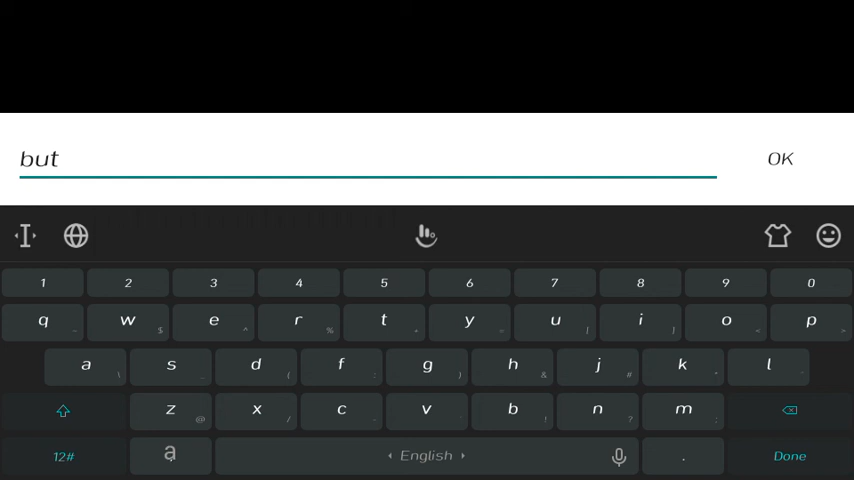 but
OK
1 2 3 4 5 6 7 8 9 0
q w e r t y u i o p
a s d f g h j k l
z x c v b n m
12# a English . Done